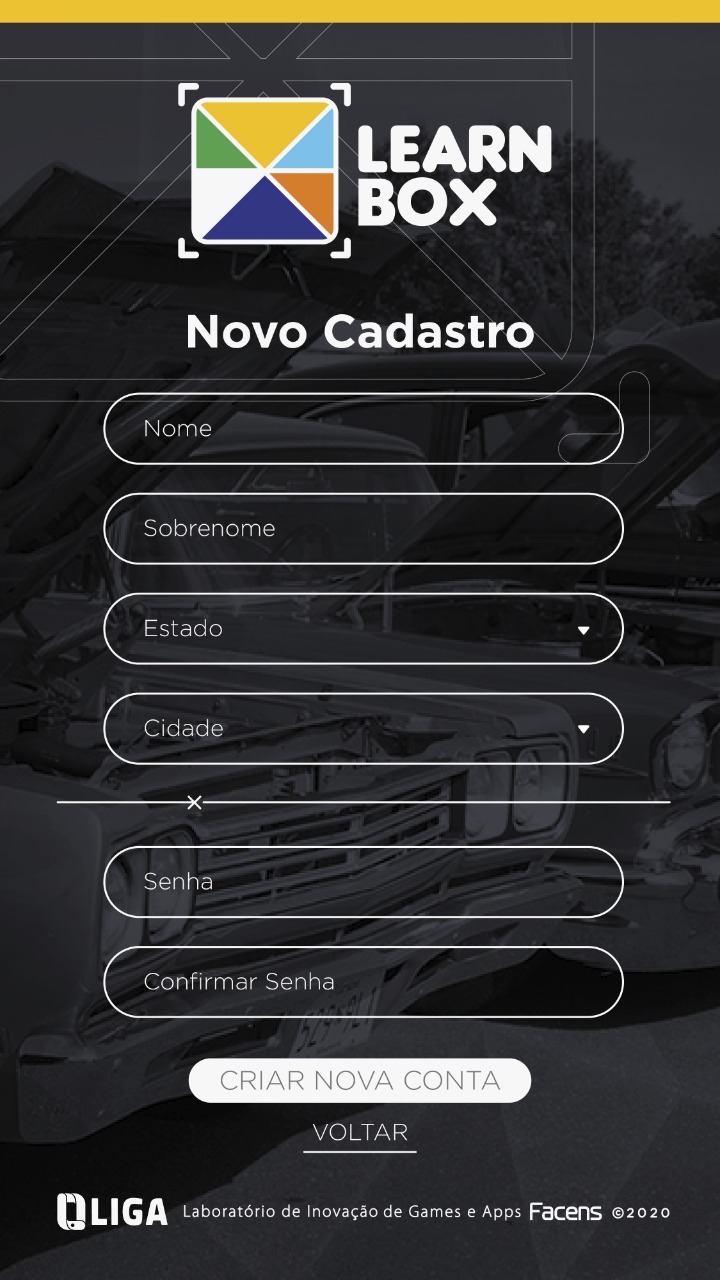 LEARN
BOX
Novo Cadastro
Nome
Sobrenome
Estado
Cidade
Senha
Confirmar Senha
CRIAR NOVA CONTA
VOLTAR
LIGA Laboratório de Inovação de Games e Apps Facens ©2020